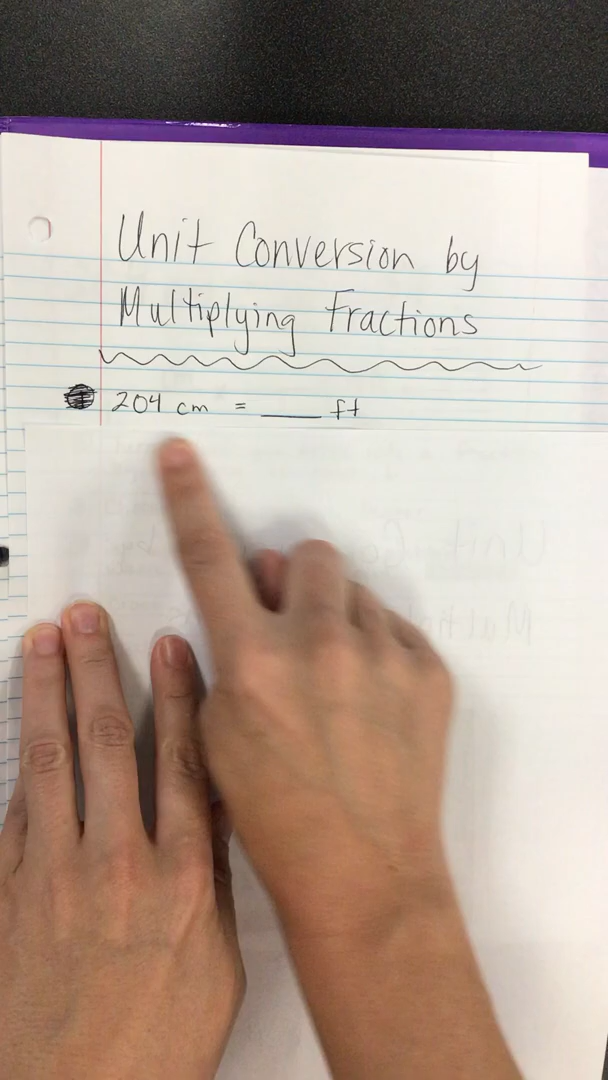 Unit Conversion by
Multiplying Fractions
204 cm = ____ ft